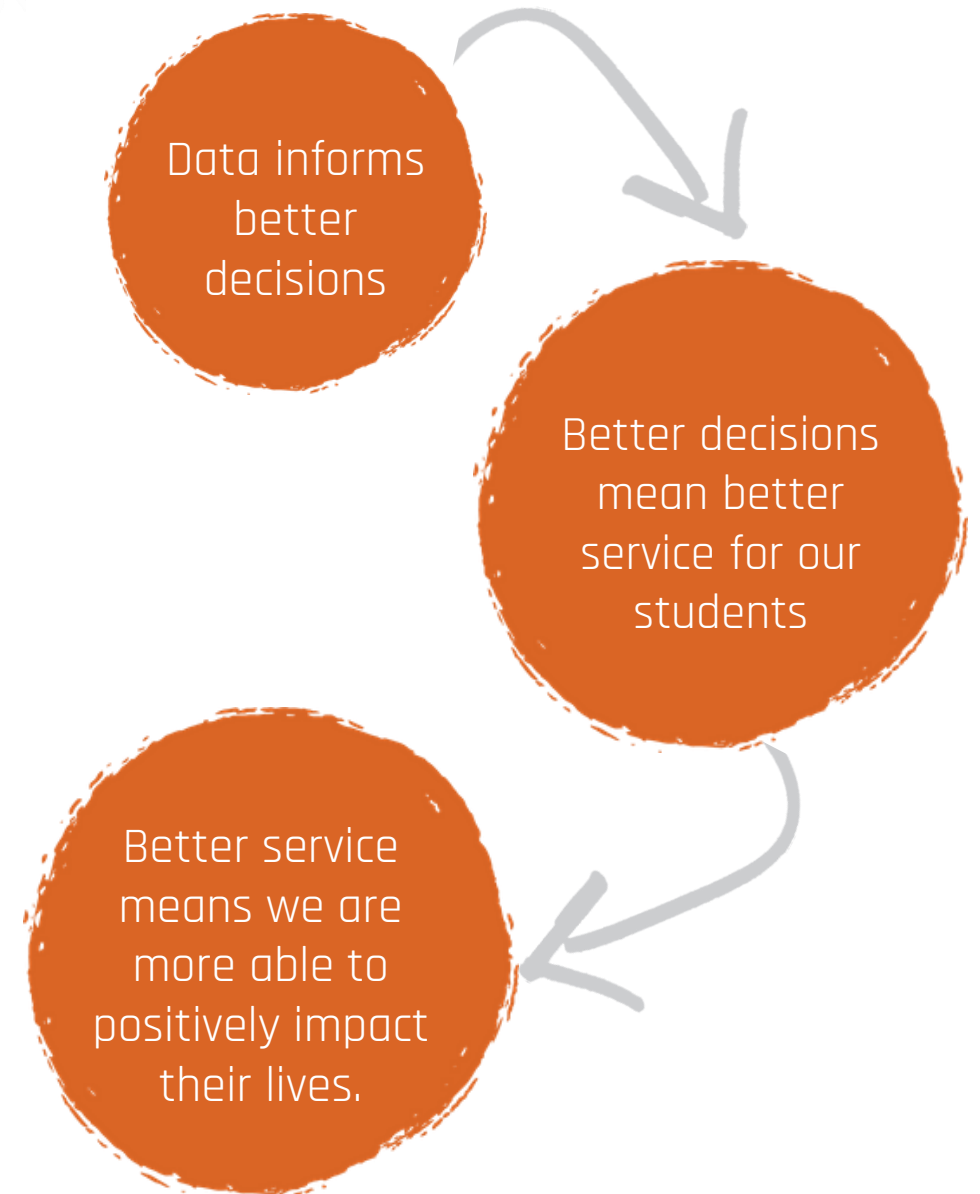 Data informs
better
decisions
Better decisions
mean better
service for our
students
Better service
means we are
more able to
positively impact
their lives.